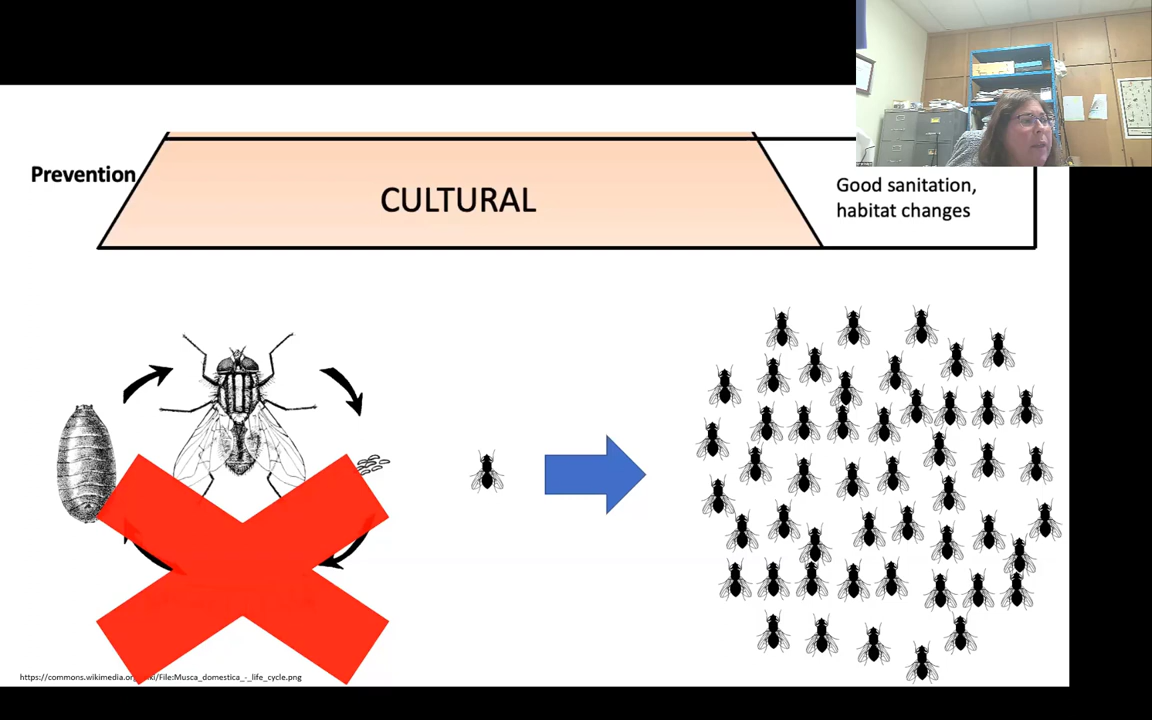 Prevention
CULTURAL
Good sanitation,
habitat changes
https://commons.wikimedia.org/wiki/File:Musca_domestica_-_life_cycle.png